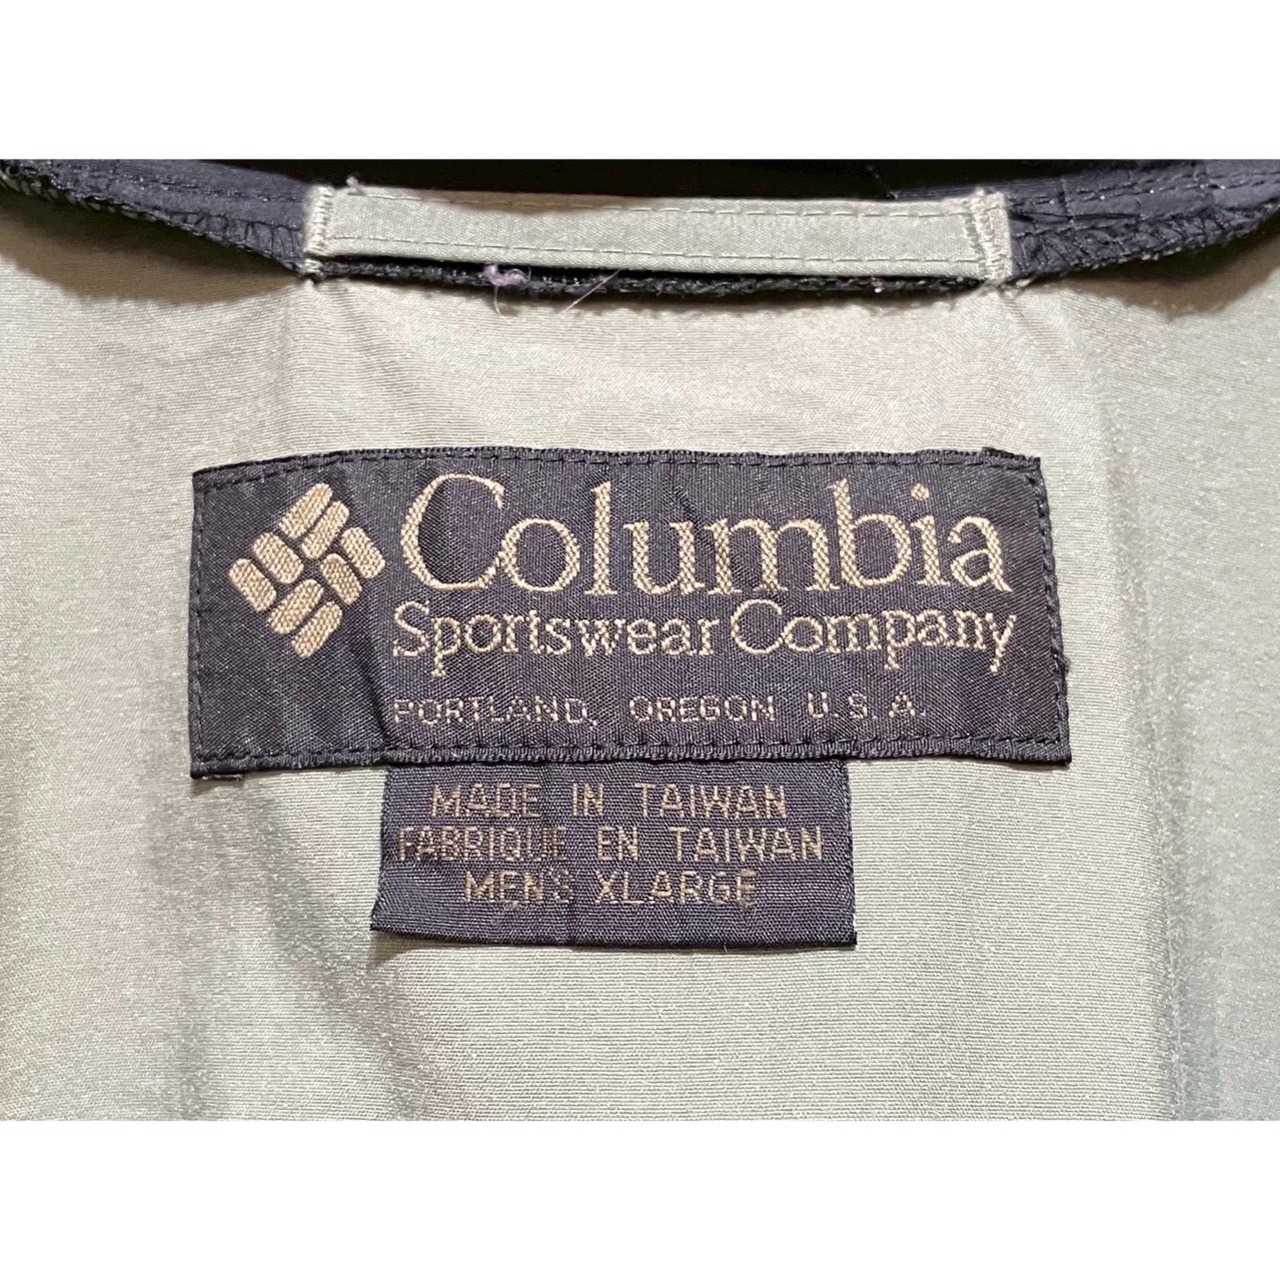 Columbia
Sportswear Company
PORTLAND, OREGON U.S.A.
MADE IN TAIWAN
FABRIQUE EN TAIWAN
MEN'S XLARGE